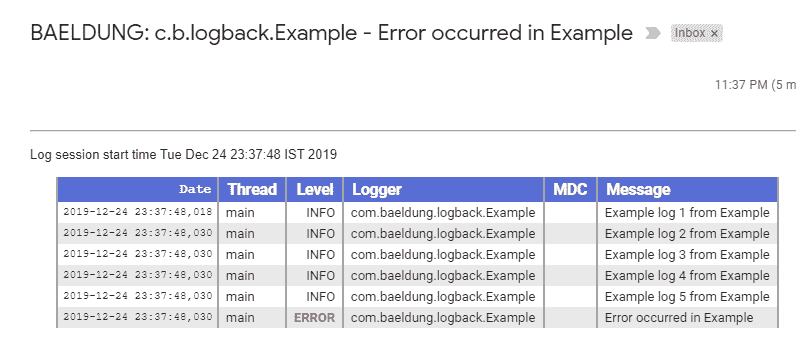 BAELDUNG: c.b.logback.Example - Error occurred in Example Inbox ×
11:37 PM (5 m
Log session start time Tue Dec 24 23:37:48 IST 2019
Date Thread Level Logger MDC Message
2019-12-24 23:37:48,018 main INFO com.baeldung.logback.Example Example log 1 from Example
2019-12-24 23:37:48,030 main INFO com.baeldung.logback.Example Example log 2 from Example
2019-12-24 23:37:48,030 main INFO com.baeldung.logback.Example Example log 3 from Example
2019-12-24 23:37:48,030 main INFO com.baeldung.logback.Example Example log 4 from Example
2019-12-24 23:37:48,030 main INFO com.baeldung.logback.Example Example log 5 from Example
2019-12-24 23:37:48,030 main ERROR com.baeldung.logback.Example Error occurred in Example